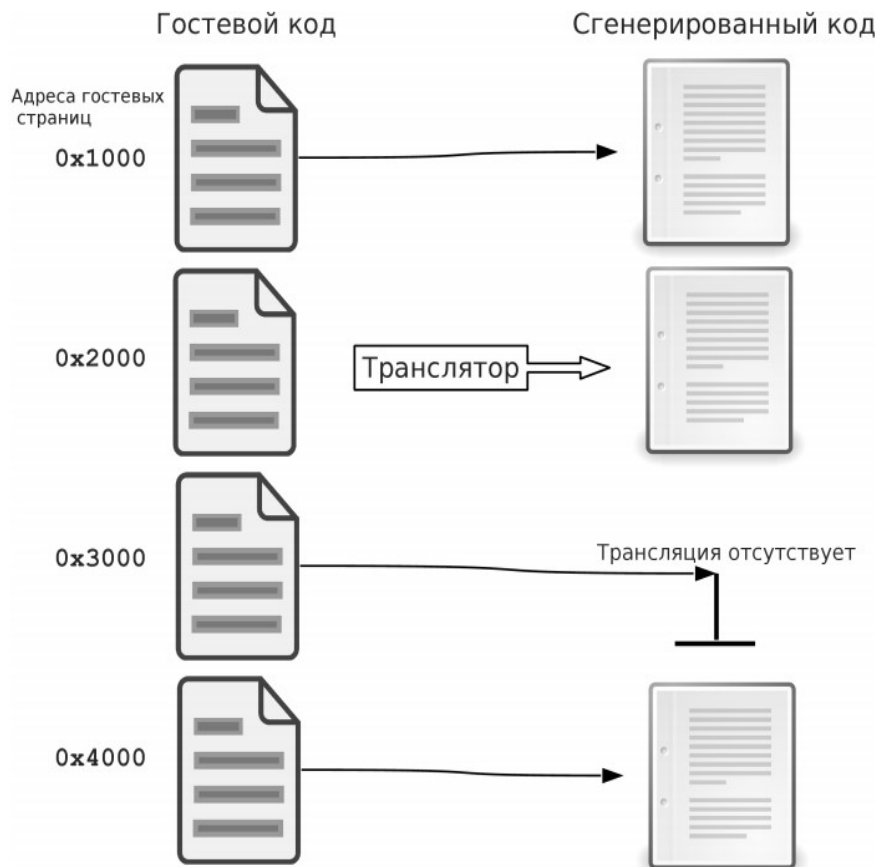 Гостевой код
Сгенерированный код
Адреса гостевых
страниц
0x1000
0x2000
Транслятор
0x3000
Трансляция отсутствует
0x4000